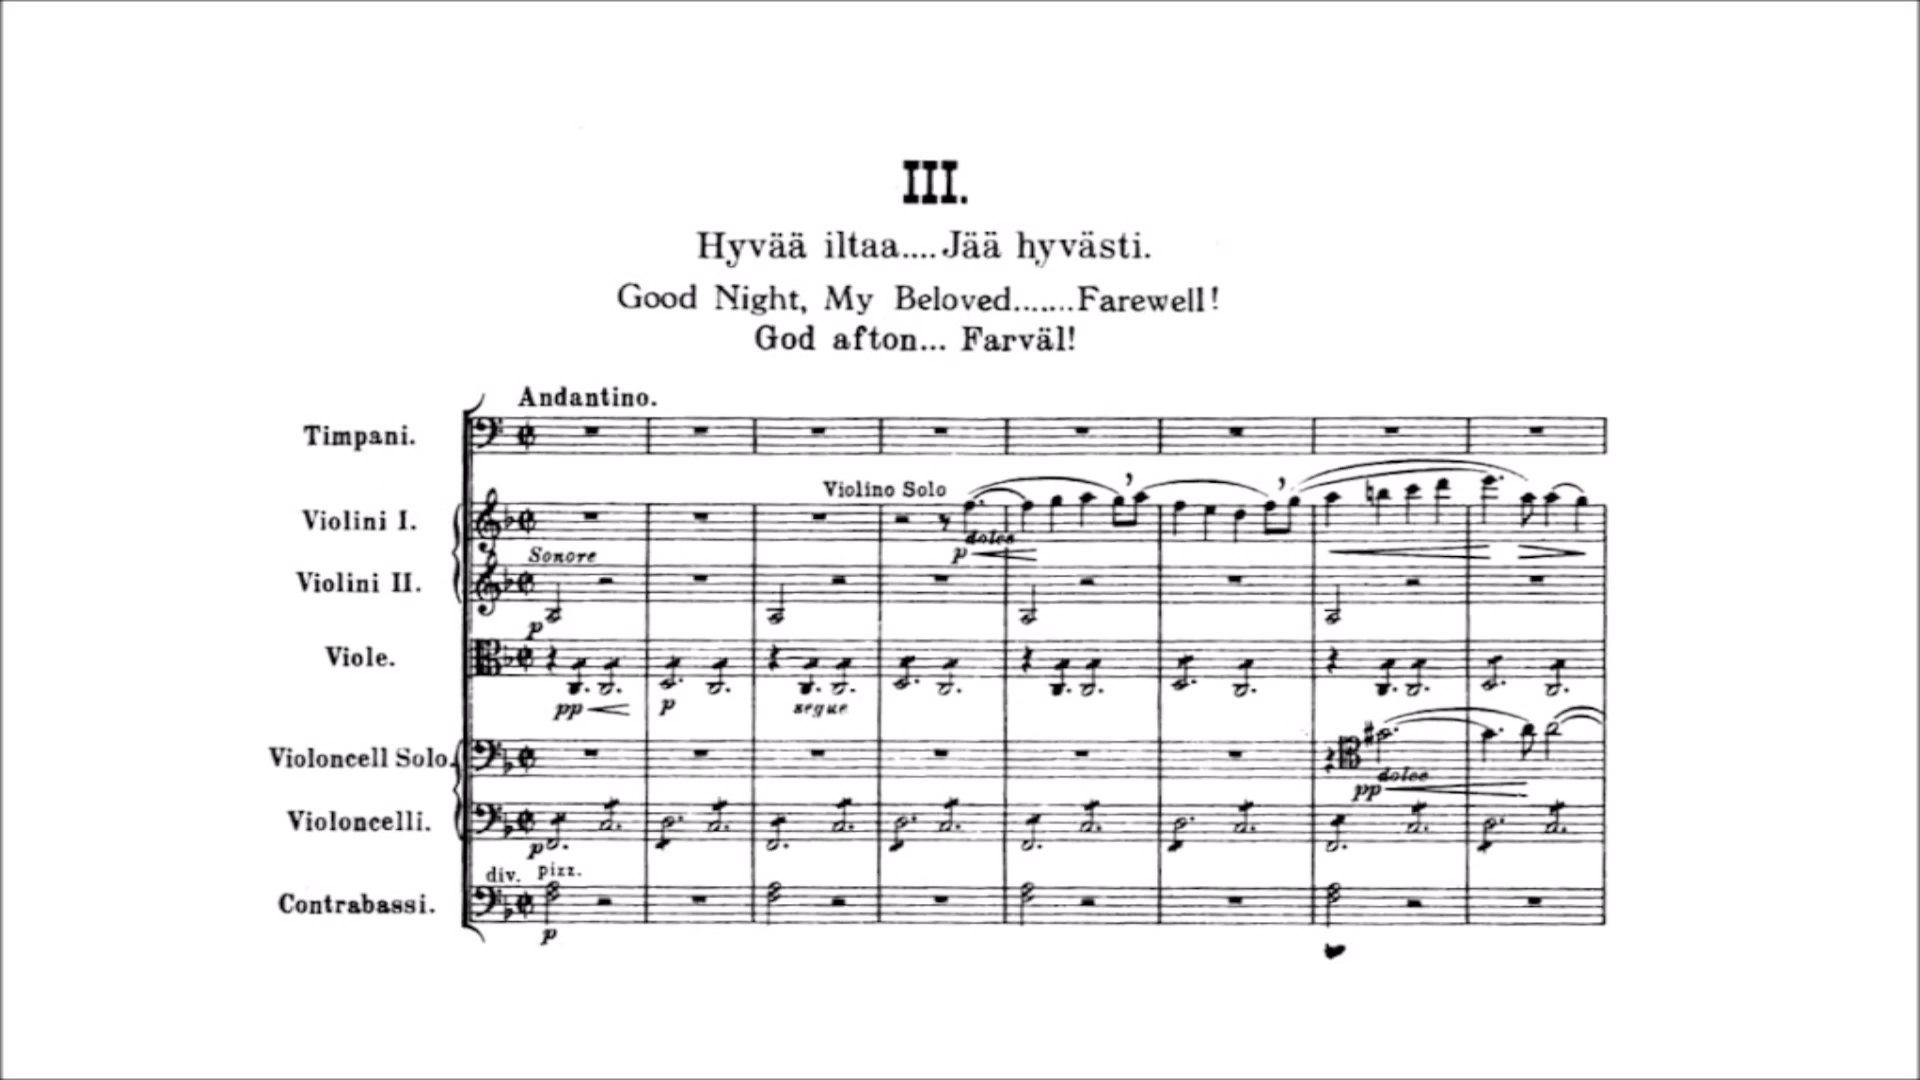 III.
Hyvää iltaa.... Jää hyvästi.
Good Night, My Beloved.......Farewell!
God afton... Farväl!
Andantino.
Timpani.
Violino Solo
Violini I.
dolce
p
Sonore
Violini II.
p
Viole.
pp p segue
Violoncell Solo.
dolce
pp
Violoncelli.
p
div. pizz.
Contrabassi.
p